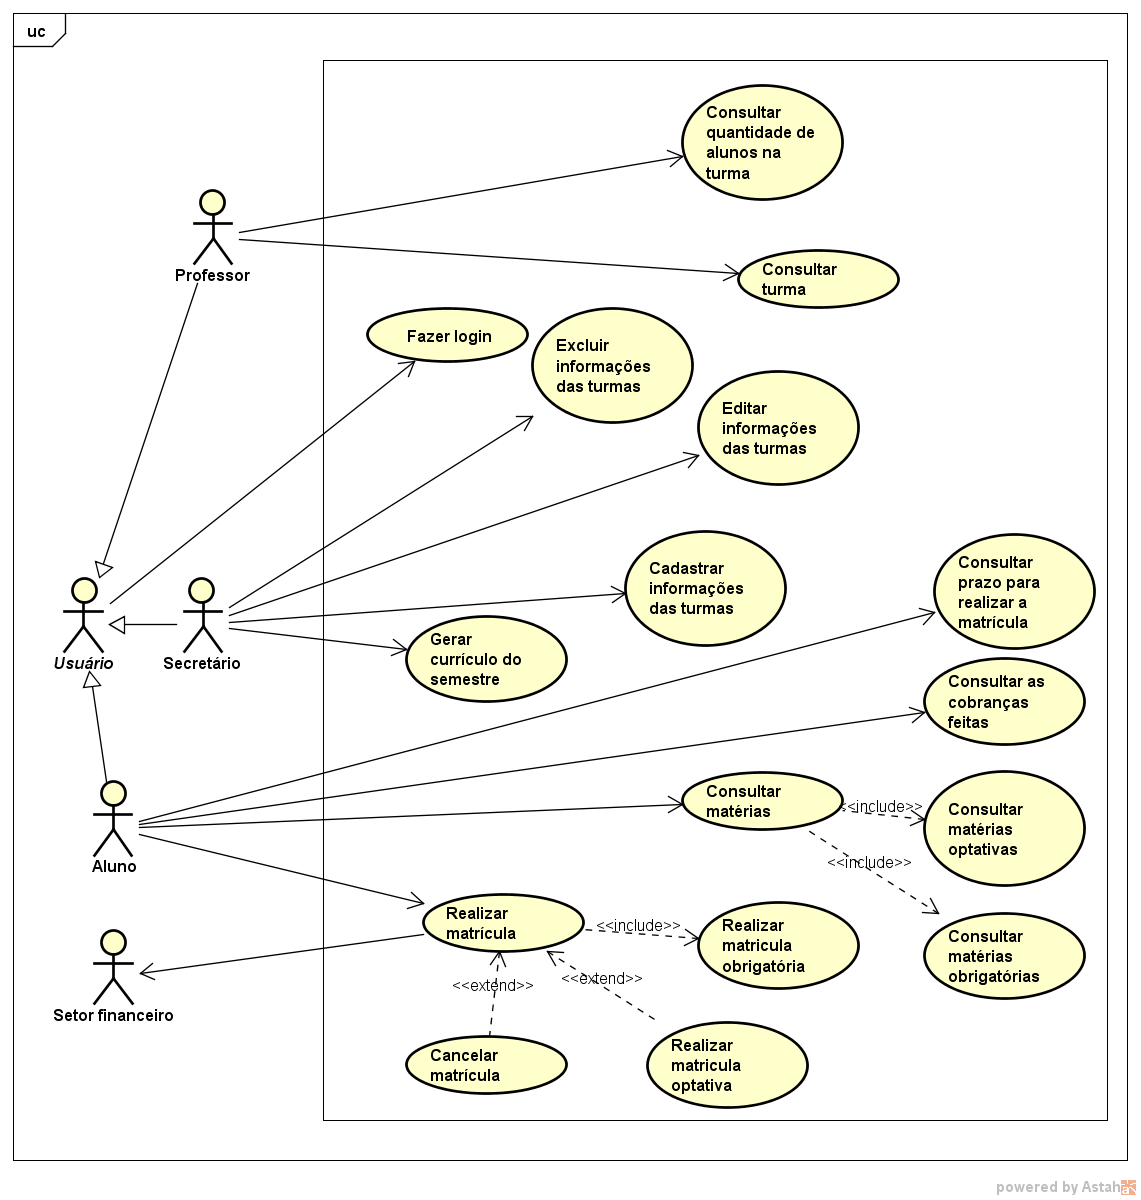 uc
Consultar
quantidade de
alunos na
turma
Professor
Consultar
turma
Fazer login
Excluir
informações
das turmas
Editar
informações
das turmas
Cadastrar
informações
das turmas
Consultar
prazo para
realizar a
matrícula
Usuário
Secretário
Gerar
currículo do
semestre
Consultar as
cobranças
feitas
Consultar
matérias
<<include>>
Consultar
matérias
optativas
<<include>>
Aluno
Realizar
matrícula
<<include>>
Realizar
matricula
obrigatória
Consultar
matérias
obrigatórias
Setor financeiro
<<extend>>
<<extend>>
Cancelar
matrícula
Realizar
matricula
optativa
powered by Astah